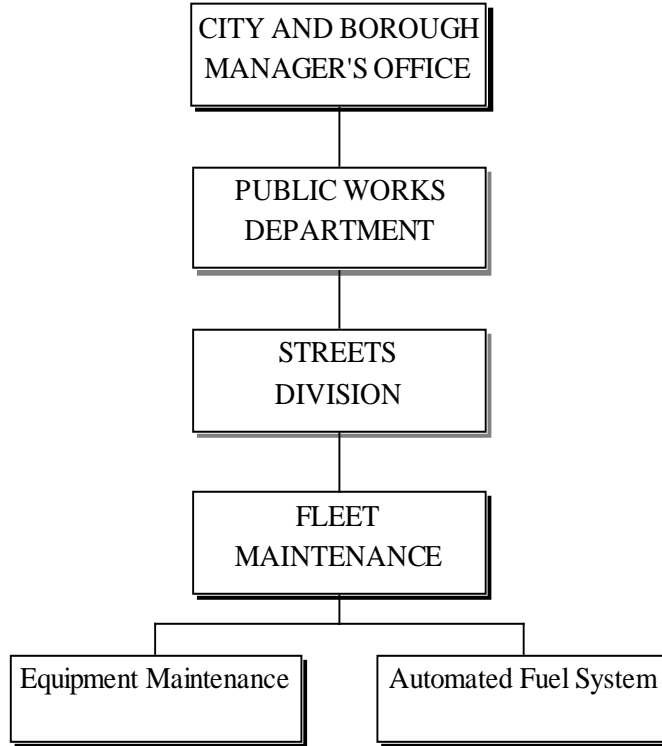 CITY AND BOROUGH
MANAGER'S OFFICE
PUBLIC WORKS
DEPARTMENT
STREETS
DIVISION
FLEET
MAINTENANCE
Equipment Maintenance
Automated Fuel System